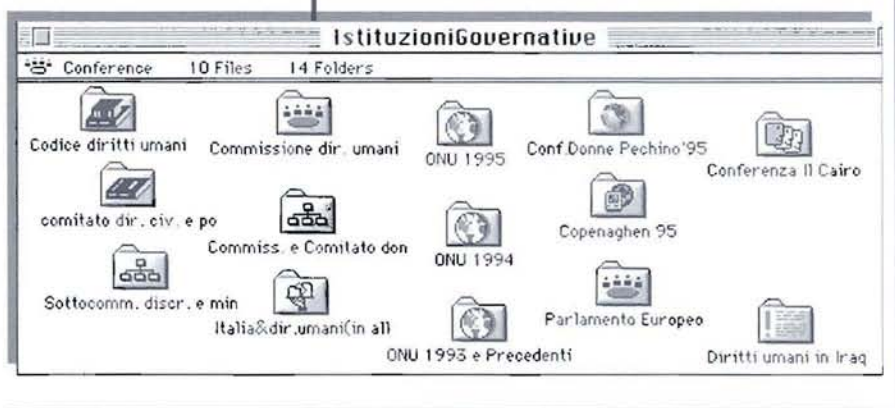 IstituzioniGovernative
Conference 10 Files 14 Folders
Codice diritti umani
Commissione dir. umani
ONU 1995
Conf.Donne Pechino'95
Conferenza Il Cairo
comitato dir. civ. e po
Commiss. e Comitato don
ONU 1994
Copenaghen 95
Sottocomm. discr. e min
Italia&dir.umani(in all
ONU 1993 e Precedenti
Parlamento Europeo
Diritti umani in Iraq